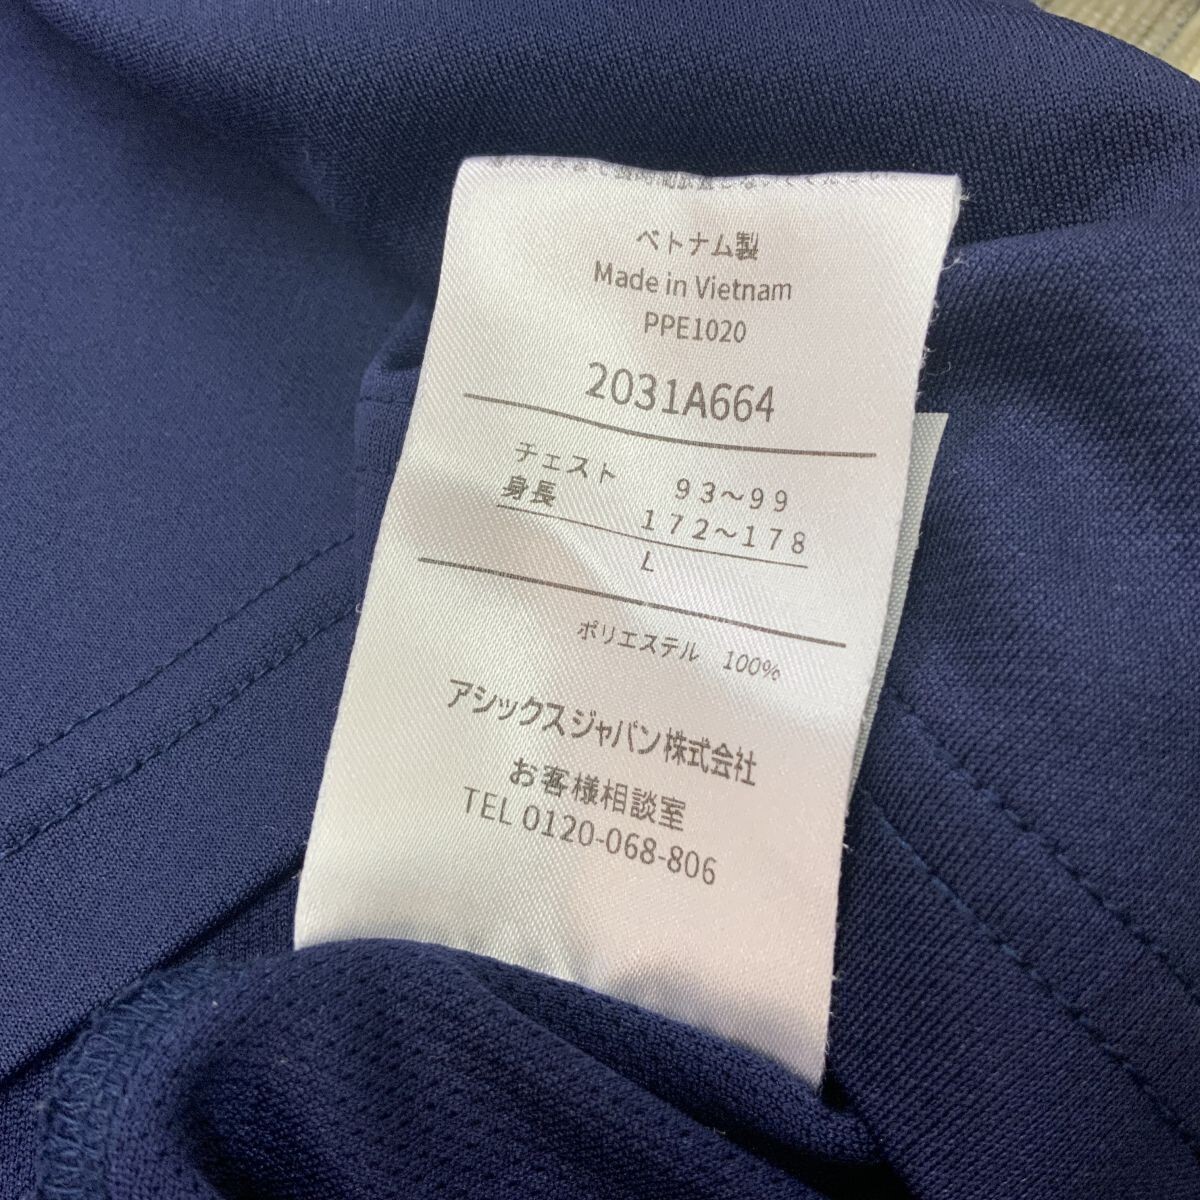 ベトナム製
Made in Vietnam
PPE1020
2031A664
チェスト 93〜99
身長 172〜178
L
ポリエステル 100%
アシックスジャパン株式会社
お客様相談室
TEL 0120-068-806